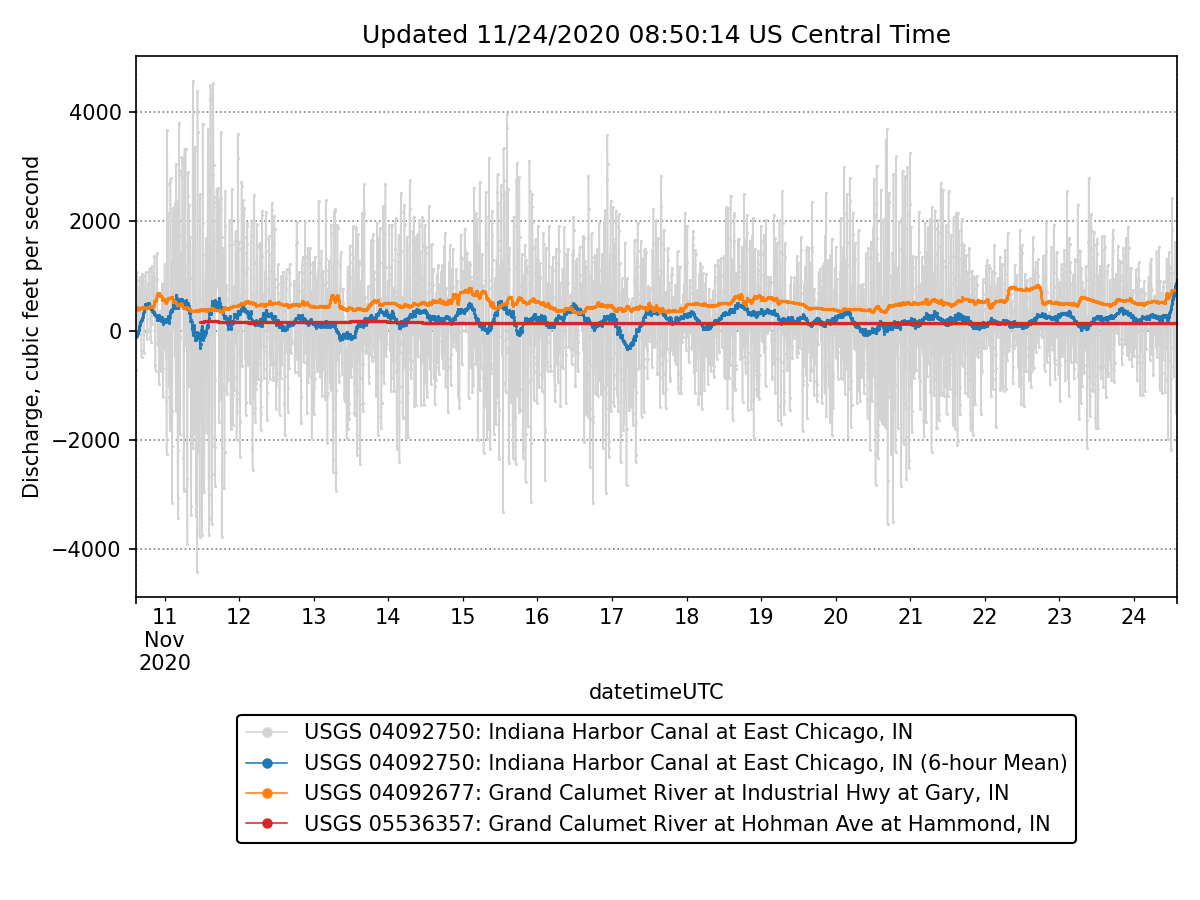 Updated 11/24/2020 08:50:14 US Central Time
Discharge, cubic feet per second
4000
2000
0
−2000
−4000
11 12 13 14 15 16 17 18 19 20 21 22 23 24
Nov
2020
datetimeUTC
USGS 04092750: Indiana Harbor Canal at East Chicago, IN
USGS 04092750: Indiana Harbor Canal at East Chicago, IN (6-hour Mean)
USGS 04092677: Grand Calumet River at Industrial Hwy at Gary, IN
USGS 05536357: Grand Calumet River at Hohman Ave at Hammond, IN